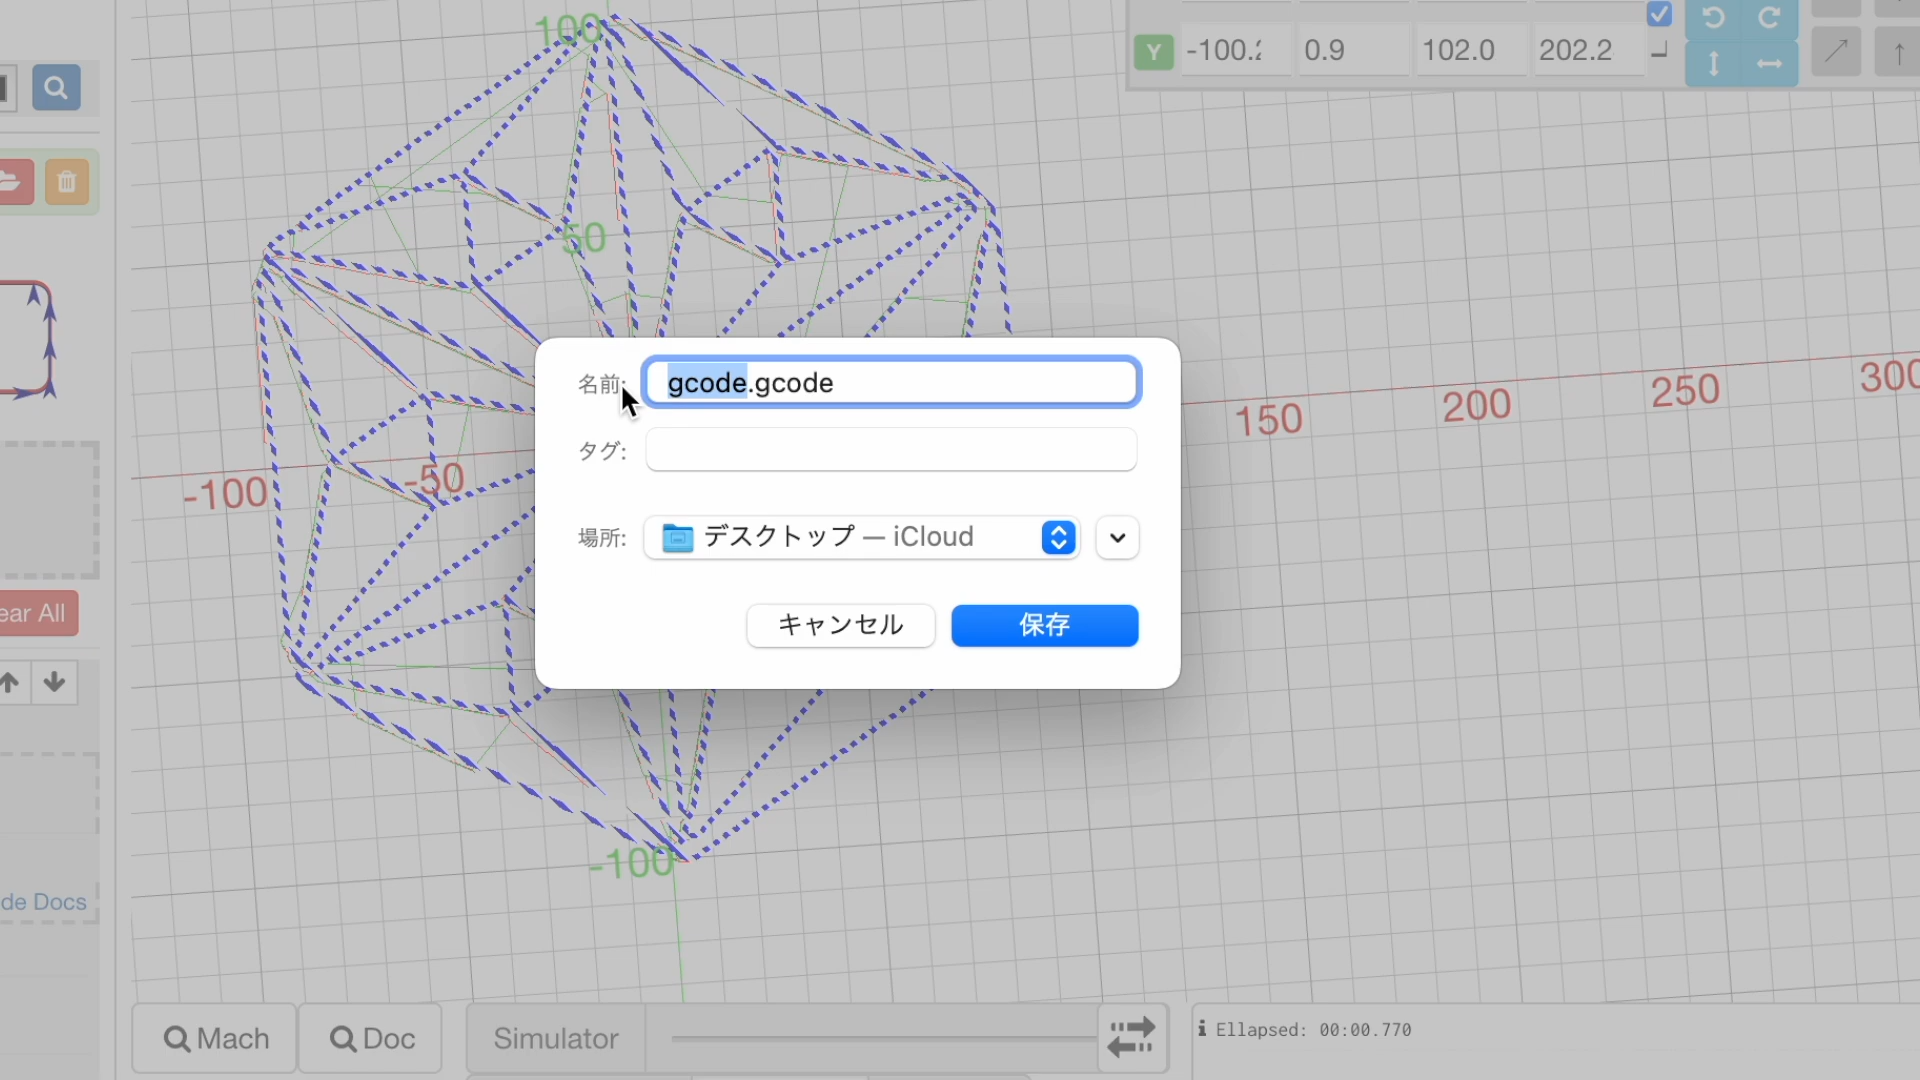 100
Y -100.2 0.9 102.0 202.2
50
名前: gcode.gcode
タグ:
-100 -50 150 200 250 300
場所: デスクトップ — iCloud
キャンセル 保存
ear All
-100
de Docs
Mach Doc Simulator
Ellapsed: 00:00.770